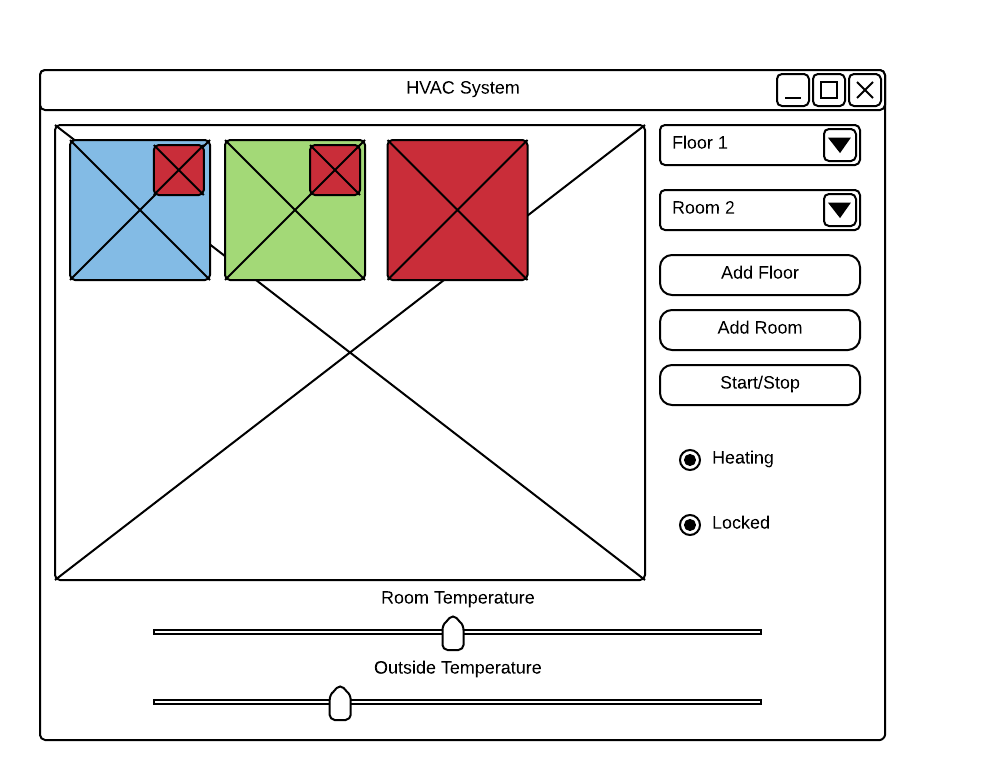 HVAC System
Floor 1
Room 2
Add Floor
Add Room
Start/Stop
Heating
Locked
Room Temperature
Outside Temperature